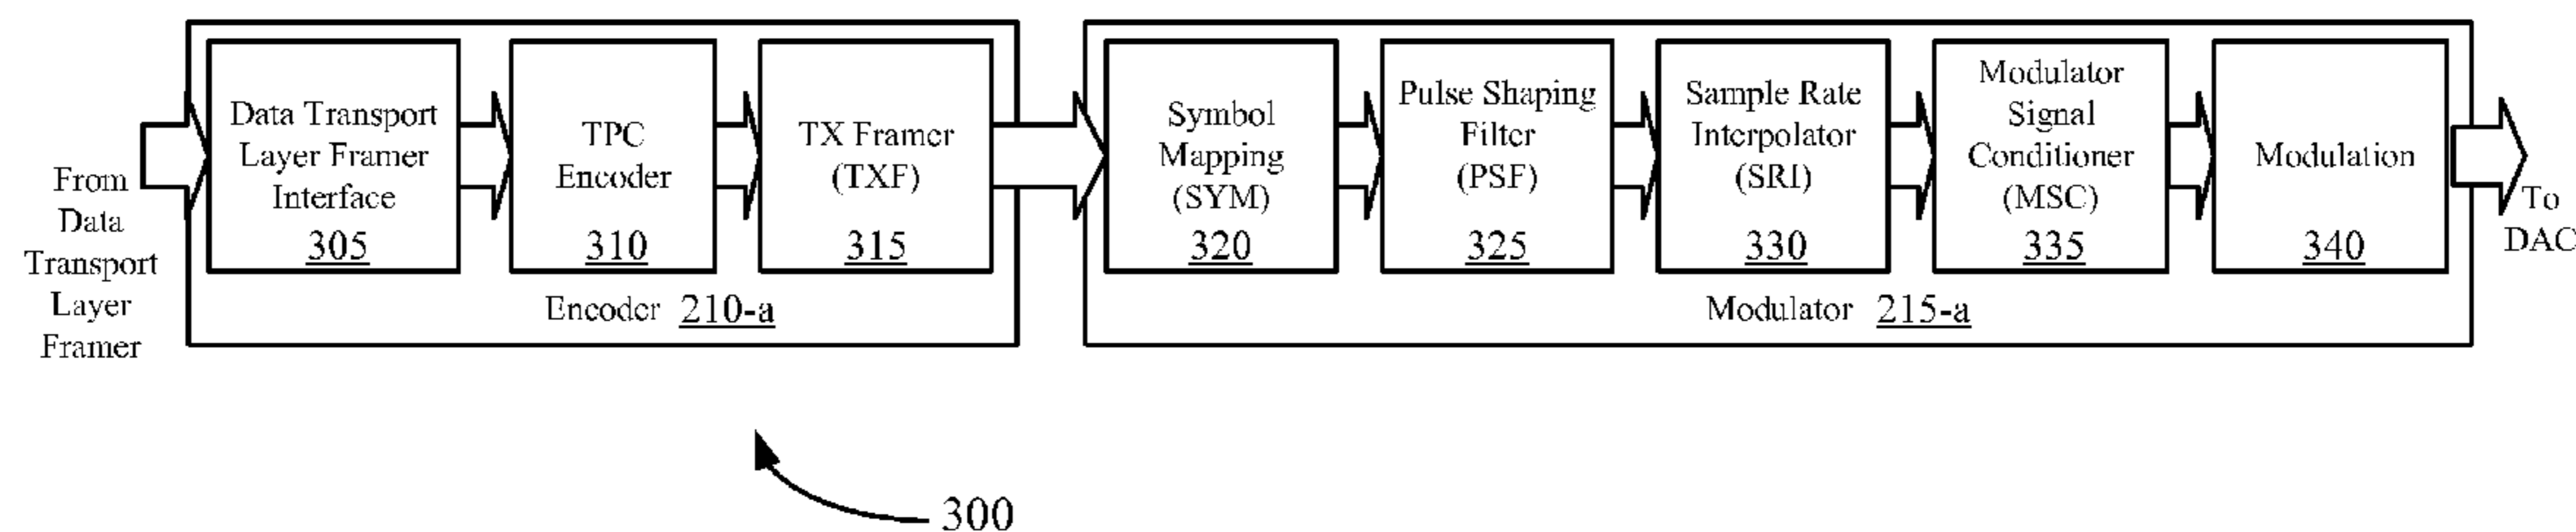 From
Data
Transport
Layer
Framer
Data Transport
Layer Framer
Interface
305
TPC
Encoder
310
TX Framer
(TXF)
315
Encoder 210-a
Symbol
Mapping
(SYM)
320
Pulse Shaping
Filter
(PSF)
325
Sample Rate
Interpolator
(SRI)
330
Modulator
Signal
Conditioner
(MSC)
335
Modulation
340
Modulator 215-a
To
DAC
300